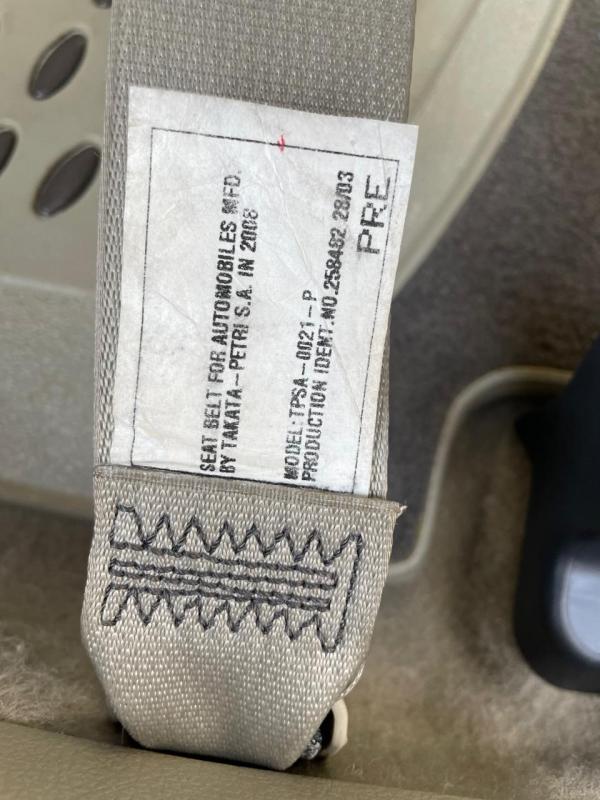 SEAT BELT FOR AUTOMOBILES MFD.
BY TAKATA-PETRI S.A. IN 2008
MODEL: TPSA-0021-P
PRODUCTION IDENT.NO.258482 28/03
PRE